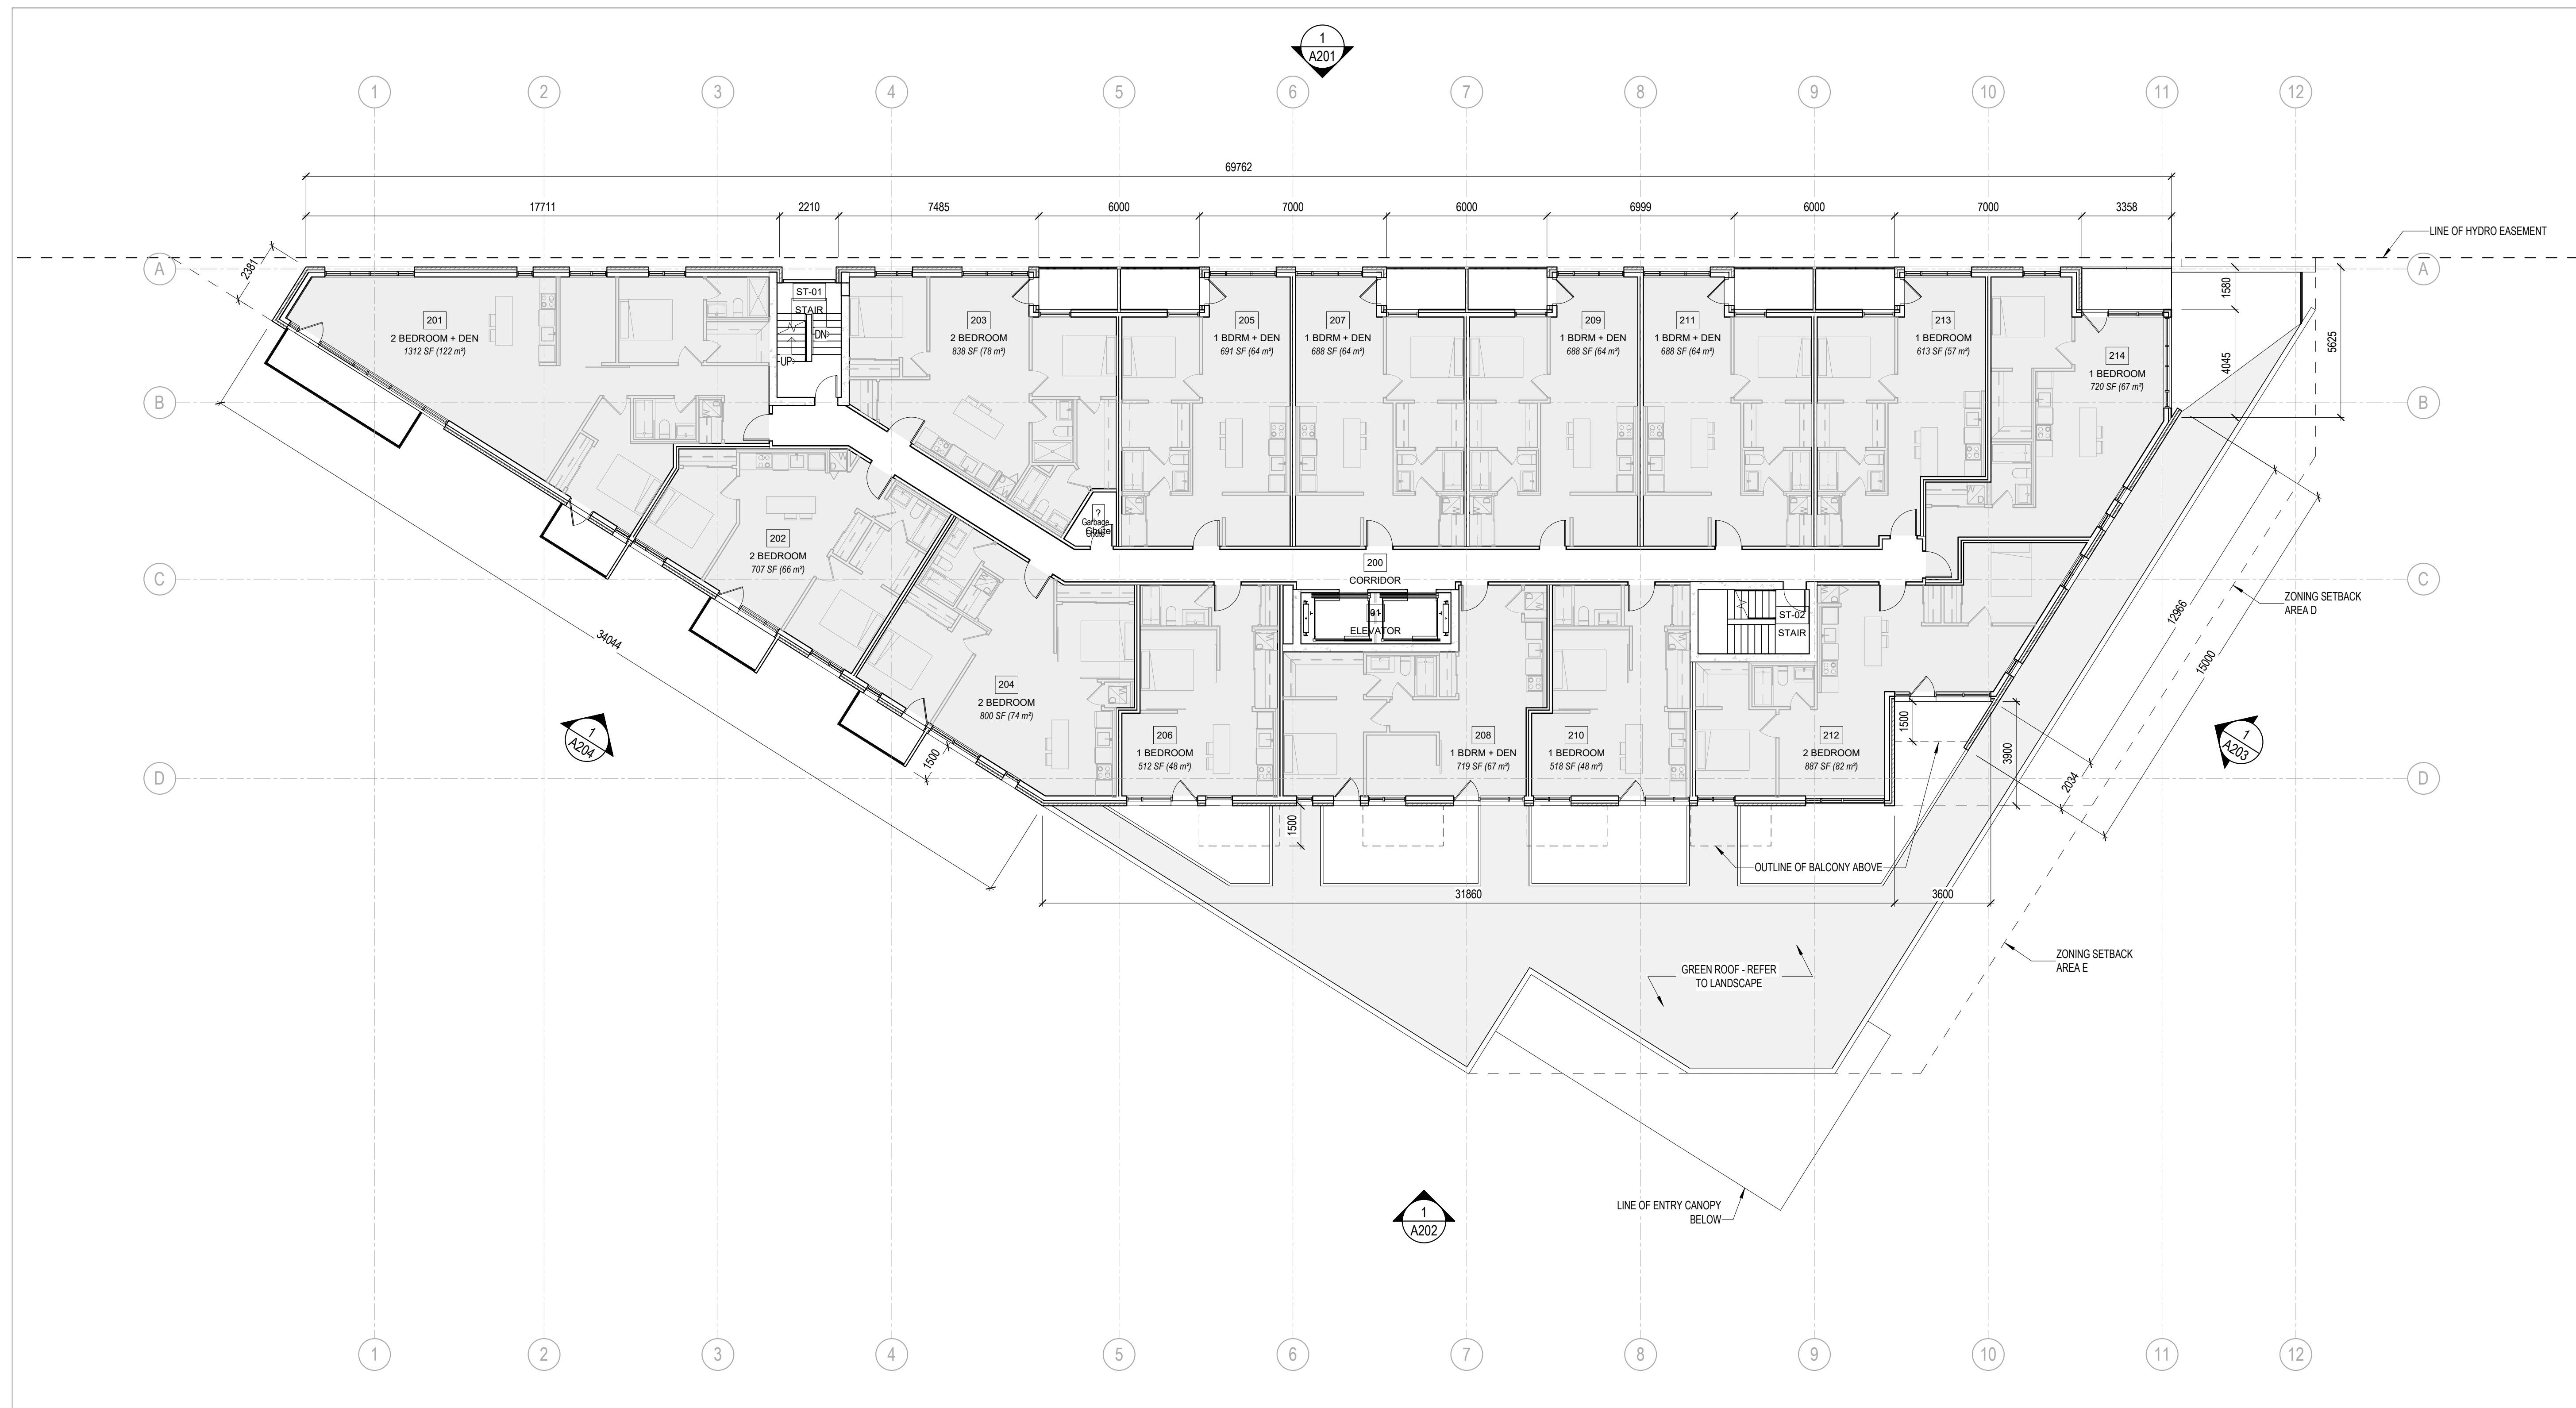 1
A201
1 2 3 4 5 6 7 8 9 10 11 12
69762
17711 2210 7485 6000 7000 6000 6999 6000 7000 3358
LINE OF HYDRO EASEMENT
A
A
2381
1580
5625
4045
ST-01
STAIR
DN
UP
201
2 BEDROOM + DEN
1312 SF (122 m²)
203
2 BEDROOM
838 SF (78 m²)
205
1 BDRM + DEN
691 SF (64 m²)
207
1 BDRM + DEN
688 SF (64 m²)
209
1 BDRM + DEN
688 SF (64 m²)
211
1 BDRM + DEN
688 SF (64 m²)
213
1 BEDROOM
613 SF (57 m²)
214
1 BEDROOM
720 SF (67 m²)
B
B
?
Garbage
Chute
202
2 BEDROOM
707 SF (66 m²)
200
CORRIDOR
C
C
01
ELEVATOR
ST-02
STAIR
ZONING SETBACK
AREA D
12966
15000
34044
204
2 BEDROOM
800 SF (74 m²)
206
1 BEDROOM
512 SF (48 m²)
208
1 BDRM + DEN
719 SF (67 m²)
210
1 BEDROOM
518 SF (48 m²)
212
2 BEDROOM
887 SF (82 m²)
1500
3900
2034
1
A204
1
A203
1500
D
D
1500
OUTLINE OF BALCONY ABOVE
31860
3600
GREEN ROOF - REFER
TO LANDSCAPE
ZONING SETBACK
AREA E
LINE OF ENTRY CANOPY
BELOW
1
A202
1 2 3 4 5 6 7 8 9 10 11 12